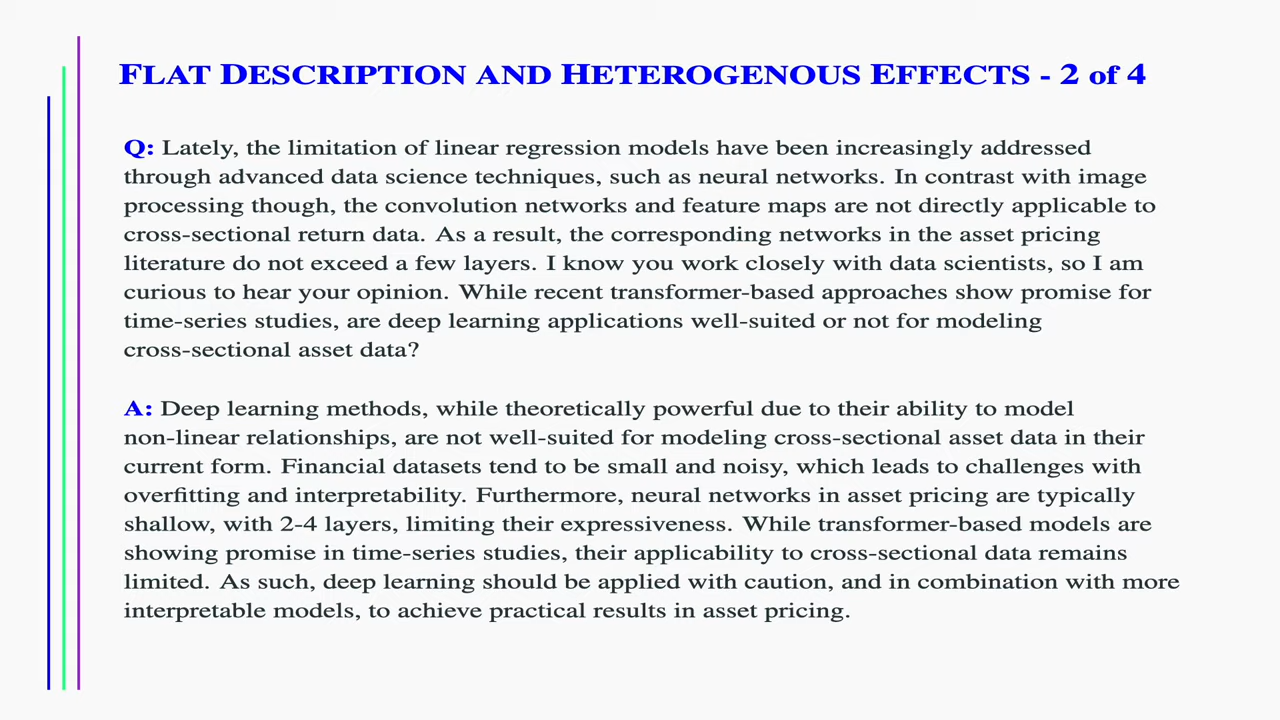 FLAT DESCRIPTION AND HETEROGENOUS EFFECTS - 2 of 4
Q: Lately, the limitation of linear regression models have been increasingly addressed
through advanced data science techniques, such as neural networks. In contrast with image
processing though, the convolution networks and feature maps are not directly applicable to
cross-sectional return data. As a result, the corresponding networks in the asset pricing
literature do not exceed a few layers. I know you work closely with data scientists, so I am
curious to hear your opinion. While recent transformer-based approaches show promise for
time-series studies, are deep learning applications well-suited or not for modeling
cross-sectional asset data?
A: Deep learning methods, while theoretically powerful due to their ability to model
non-linear relationships, are not well-suited for modeling cross-sectional asset data in their
current form. Financial datasets tend to be small and noisy, which leads to challenges with
overfitting and interpretability. Furthermore, neural networks in asset pricing are typically
shallow, with 2-4 layers, limiting their expressiveness. While transformer-based models are
showing promise in time-series studies, their applicability to cross-sectional data remains
limited. As such, deep learning should be applied with caution, and in combination with more
interpretable models, to achieve practical results in asset pricing.